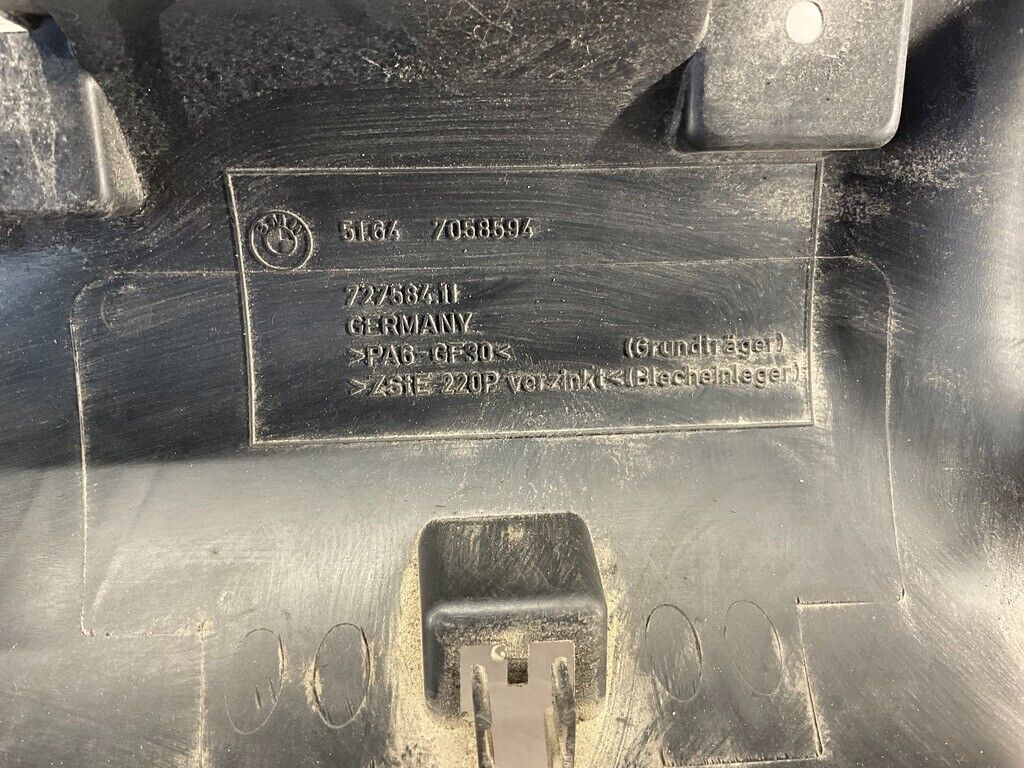 BMW
51.64 7058594
7275841
GERMANY
>PA6-GF30< (Grundträger)
>ZStE 220P verzinkt<(Blecheinleger)